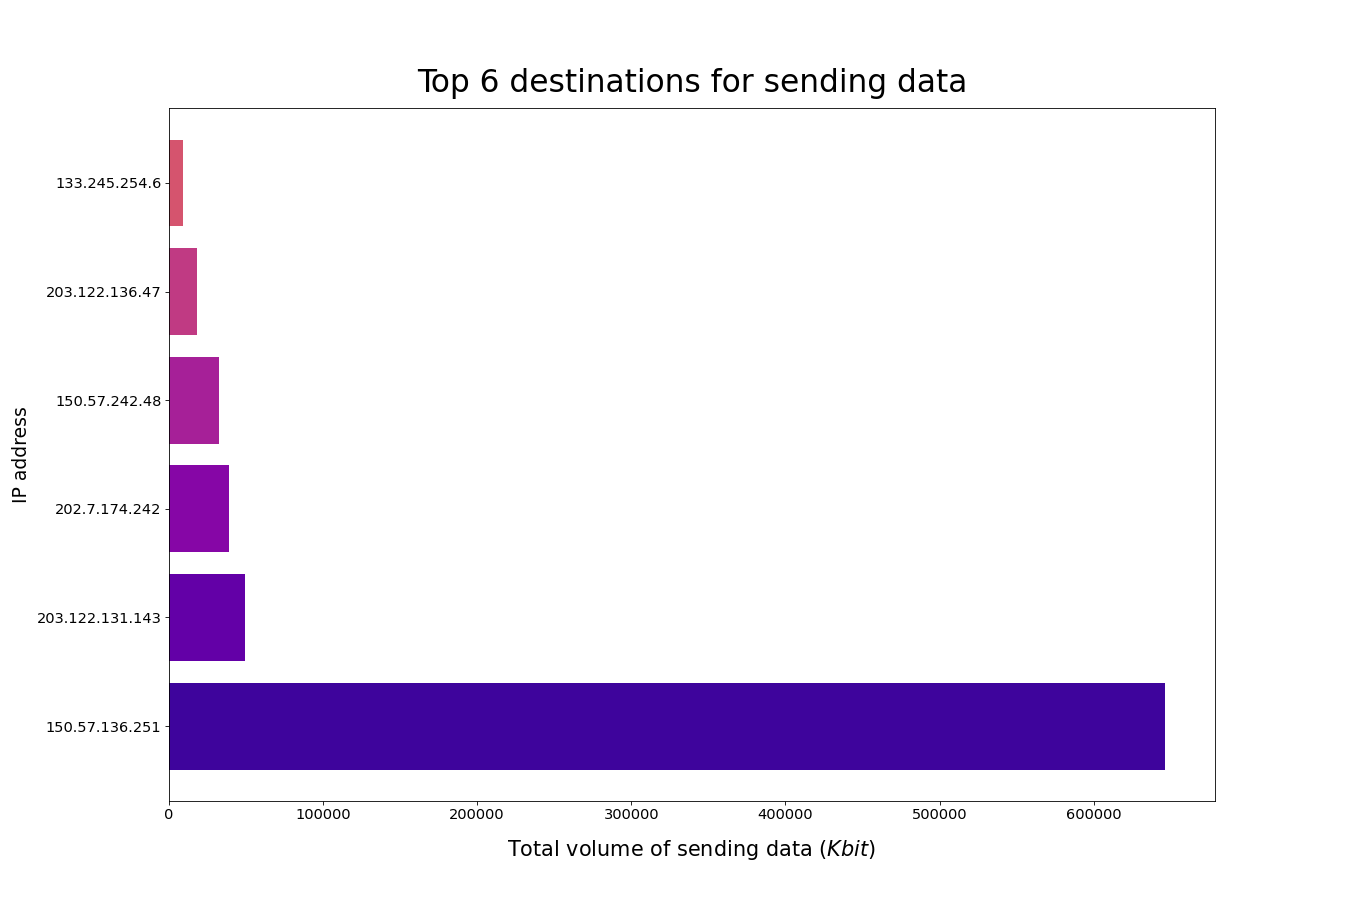 Top 6 destinations for sending data
133.245.254.6
203.122.136.47
150.57.242.48
202.7.174.242
203.122.131.143
150.57.136.251
IP address
0 100000 200000 300000 400000 500000 600000
Total volume of sending data (Kbit)